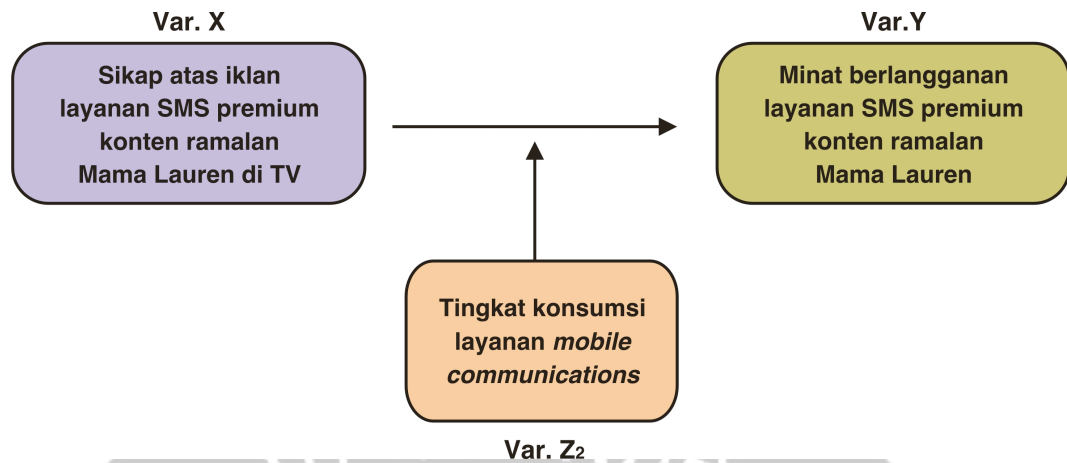 Var. X
Sikap atas iklan
layanan SMS premium
konten ramalan
Mama Lauren di TV
Var.Y
Minat berlangganan
layanan SMS premium
konten ramalan
Mama Lauren
Tingkat konsumsi
layanan mobile
communications
Var. Z2